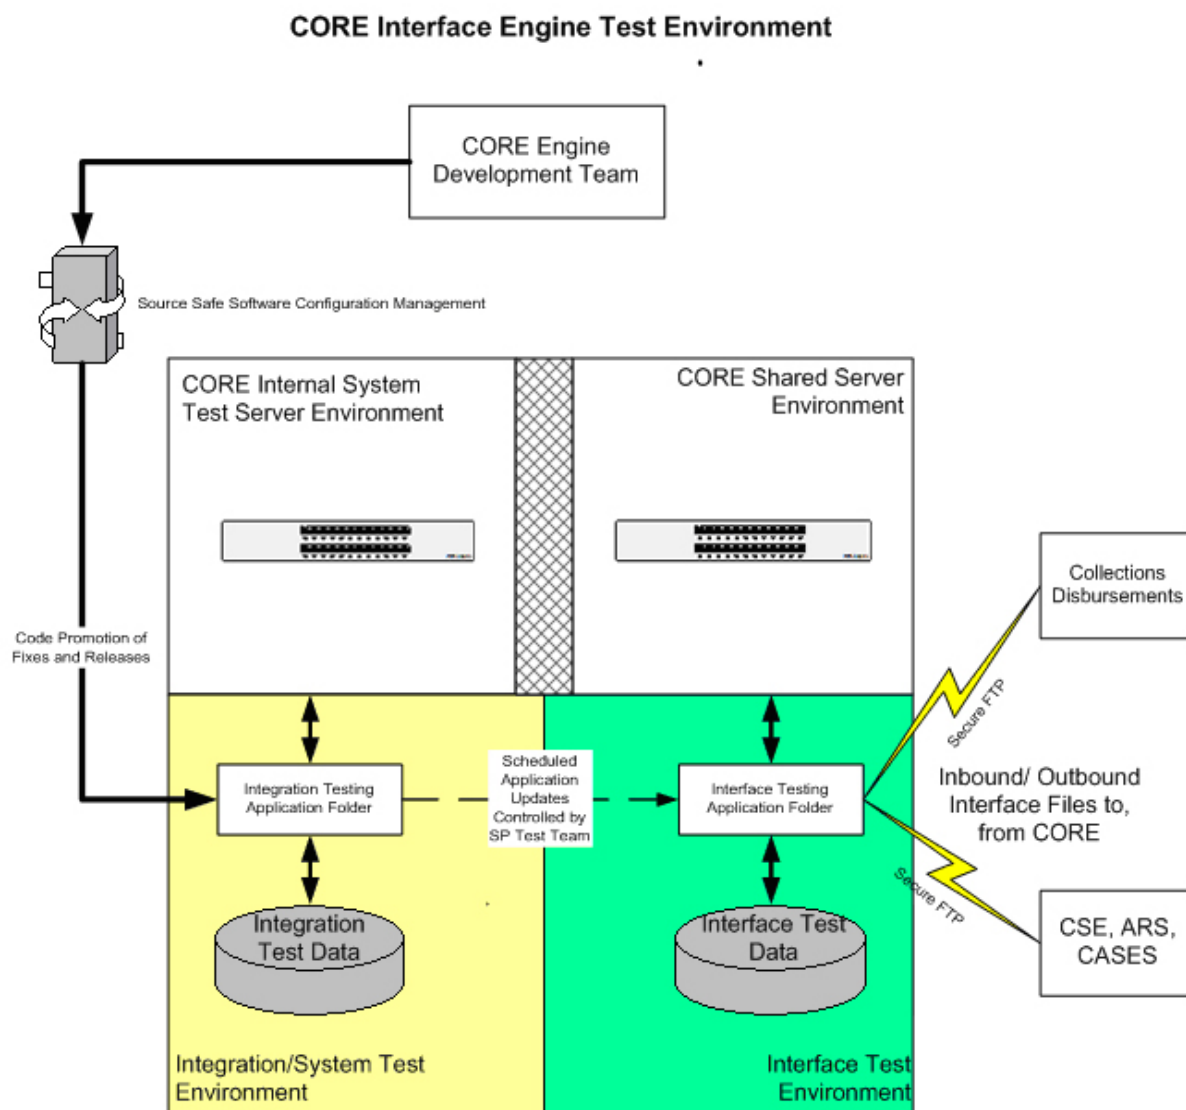 CORE Interface Engine Test Environment
CORE Engine
Development Team
Source Safe Software Configuration Management
CORE Internal System
Test Server Environment
CORE Shared Server
Environment
Code Promotion of
Fixes and Releases
Collections
Disbursements
Secure FTP
Integration Testing
Application Folder
Scheduled
Application
Updates
Controlled by
SP Test Team
Interface Testing
Application Folder
Inbound/ Outbound
Interface Files to,
from CORE
Secure FTP
Integration
Test Data
Interface Test
Data
CSE, ARS,
CASES
Integration/System Test
Environment
Interface Test
Environment